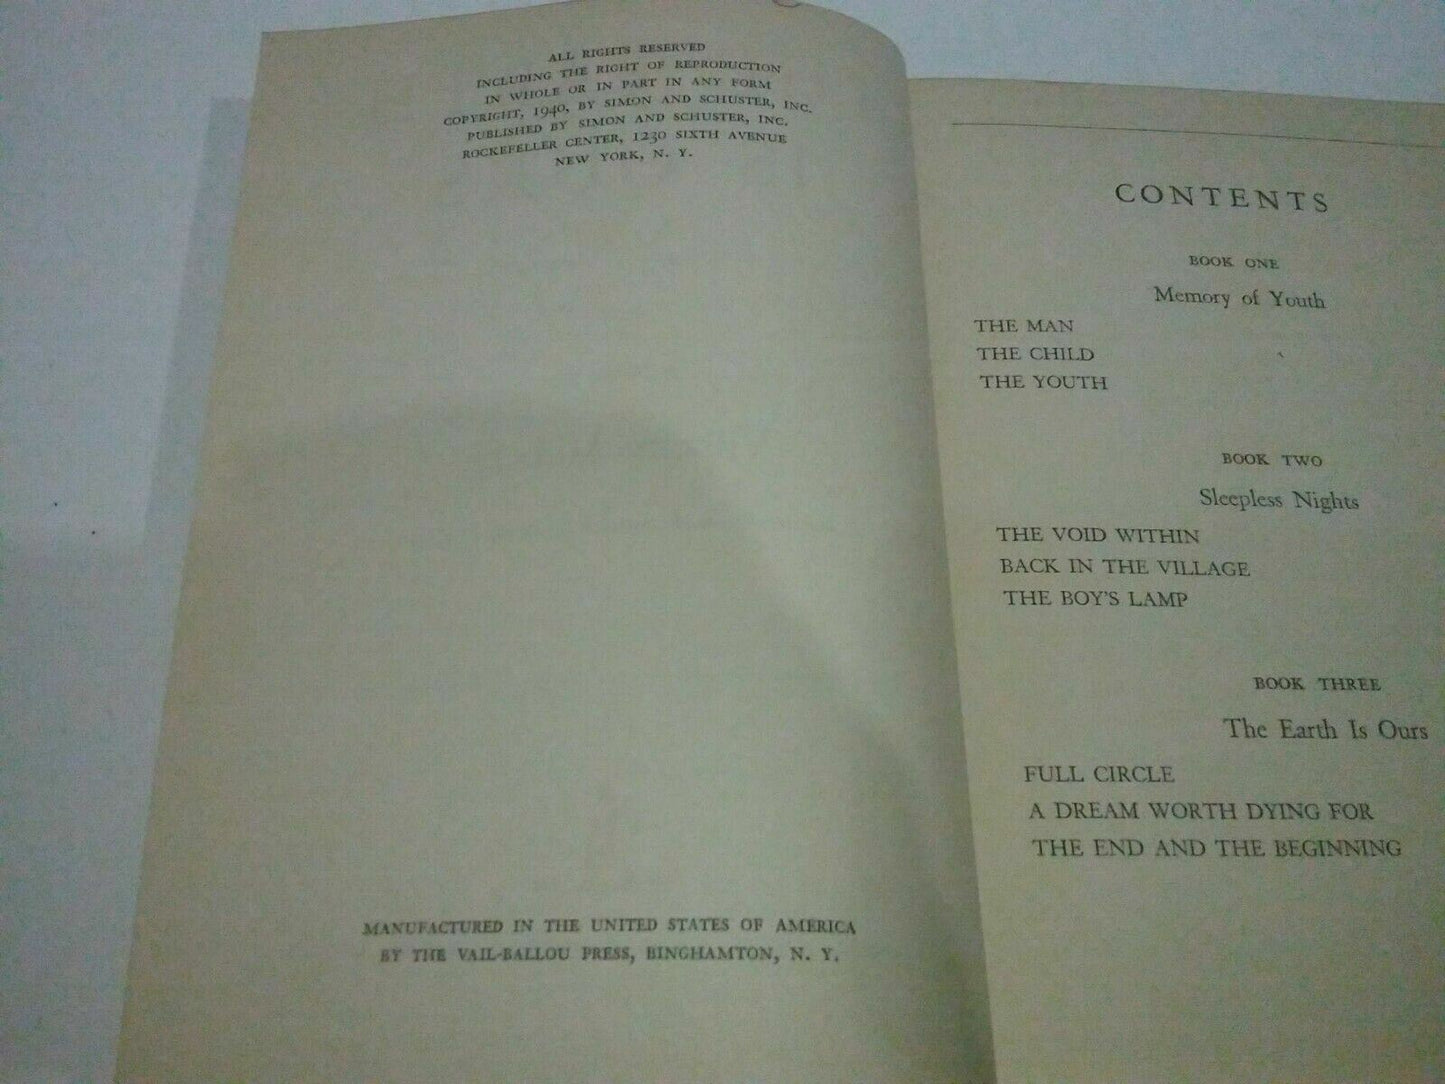 ALL RIGHTS RESERVED
INCLUDING THE RIGHT OF REPRODUCTION
IN WHOLE OR IN PART IN ANY FORM
COPYRIGHT, 1940, BY SIMON AND SCHUSTER, INC.
PUBLISHED BY SIMON AND SCHUSTER, INC.
ROCKEFELLER CENTER, 1230 SIXTH AVENUE
NEW YORK, N. Y.
MANUFACTURED IN THE UNITED STATES OF AMERICA
BY THE VAIL-BALLOU PRESS, BINGHAMTON, N. Y.
CONTENTS
BOOK ONE
Memory of Youth
THE MAN
THE CHILD
THE YOUTH
BOOK TWO
Sleepless Nights
THE VOID WITHIN
BACK IN THE VILLAGE
THE BOY'S LAMP
BOOK THREE
The Earth Is Ours
FULL CIRCLE
A DREAM WORTH DYING FOR
THE END AND THE BEGINNING